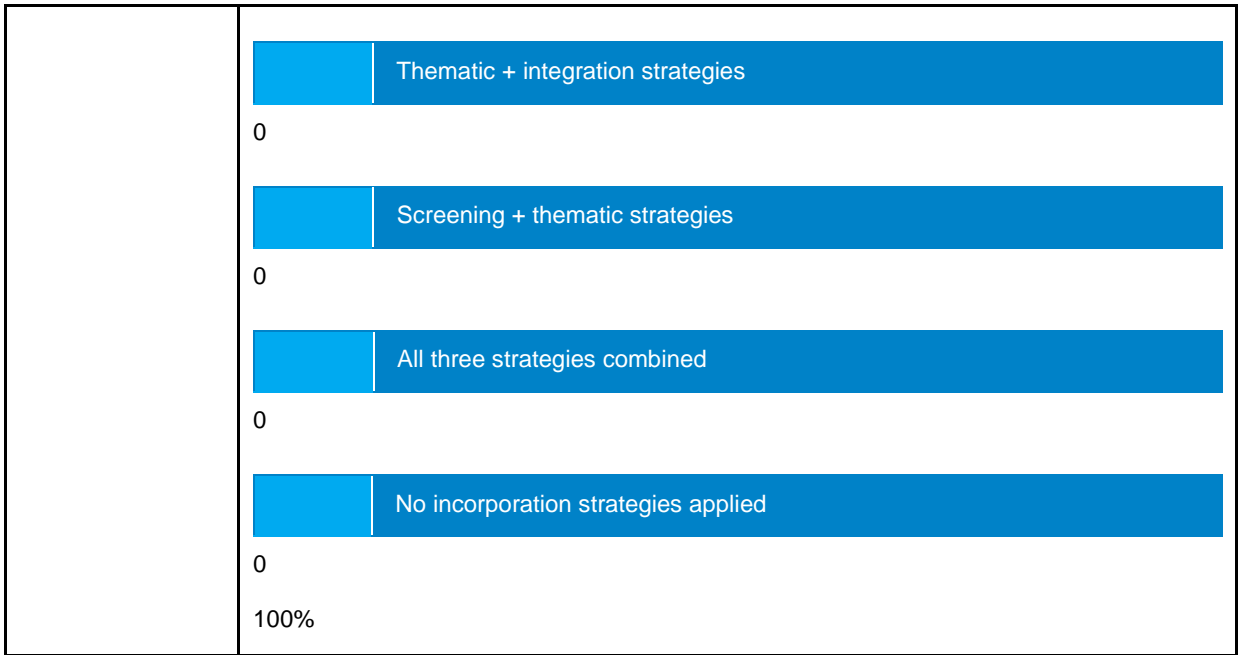 Thematic + integration strategies
0
Screening + thematic strategies
0
All three strategies combined
0
No incorporation strategies applied
0
100%